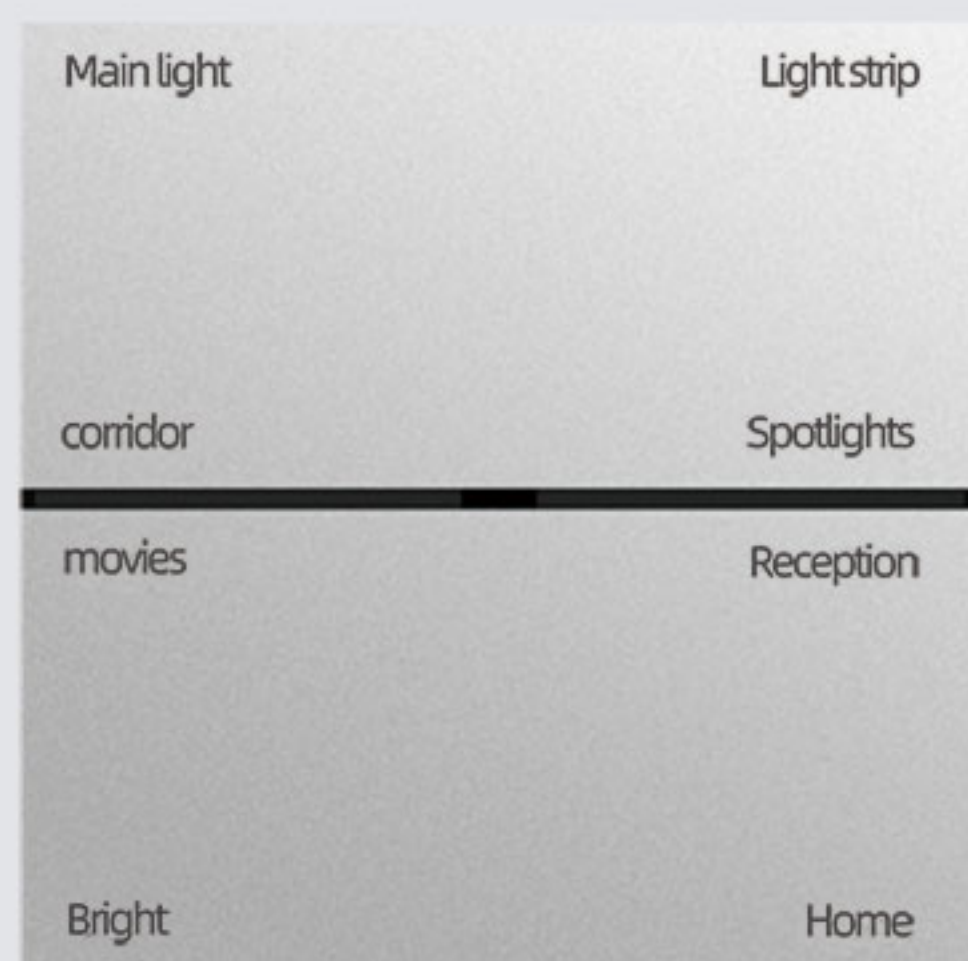 Main light
Light strip
corridor
Spotlights
movies
Reception
Bright
Home